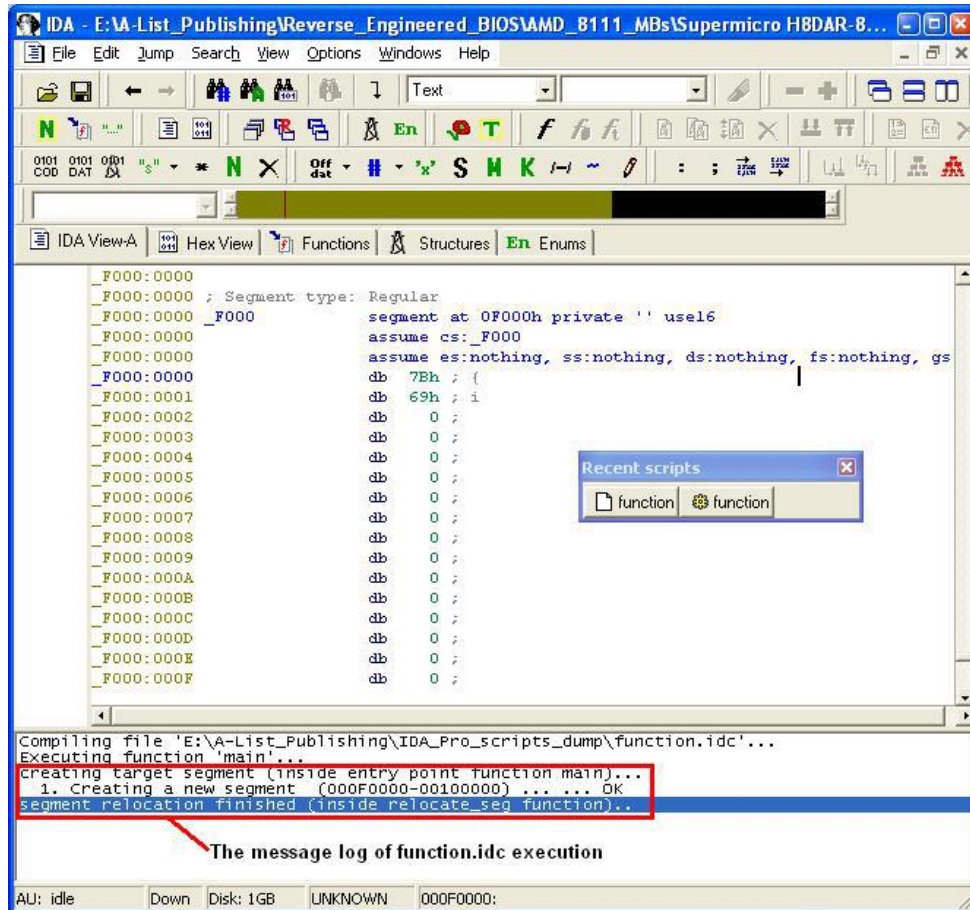 IDA - E:\A-List_Publishing\Reverse_Engineered_BIOS\AMD_8111_MBs\Supermicro H8DAR-8...
File Edit Jump Search View Options Windows Help
Text
N "..." En T f
0101 COD 0101 DAT "s" * N X Off dat # 'x' S M K ~ : ;
IDA View-A Hex View Functions Structures En Enums
_F000:0000
_F000:0000 ; Segment type: Regular
_F000:0000 _F000 segment at 0F000h private '' use16
_F000:0000 assume cs:_F000
_F000:0000 assume es:nothing, ss:nothing, ds:nothing, fs:nothing, gs
_F000:0000 db 7Bh ; {
_F000:0001 db 69h ; i
_F000:0002 db 0 ;
_F000:0003 db 0 ;
_F000:0004 db 0 ;
_F000:0005 db 0 ;
_F000:0006 db 0 ;
_F000:0007 db 0 ;
_F000:0008 db 0 ;
_F000:0009 db 0 ;
_F000:000A db 0 ;
_F000:000B db 0 ;
_F000:000C db 0 ;
_F000:000D db 0 ;
_F000:000E db 0 ;
_F000:000F db 0 ;
Recent scripts
function function
Compiling file 'E:\A-List_Publishing\IDA_Pro_scripts_dump\function.idc'...
Executing function 'main'...
creating target segment (inside entry point function main)...
1. Creating a new segment (000F0000-00100000) ... ... OK
segment relocation finished (inside relocate_seg function)..
The message log of function.idc execution
AU: idle Down Disk: 1GB UNKNOWN 000F0000: